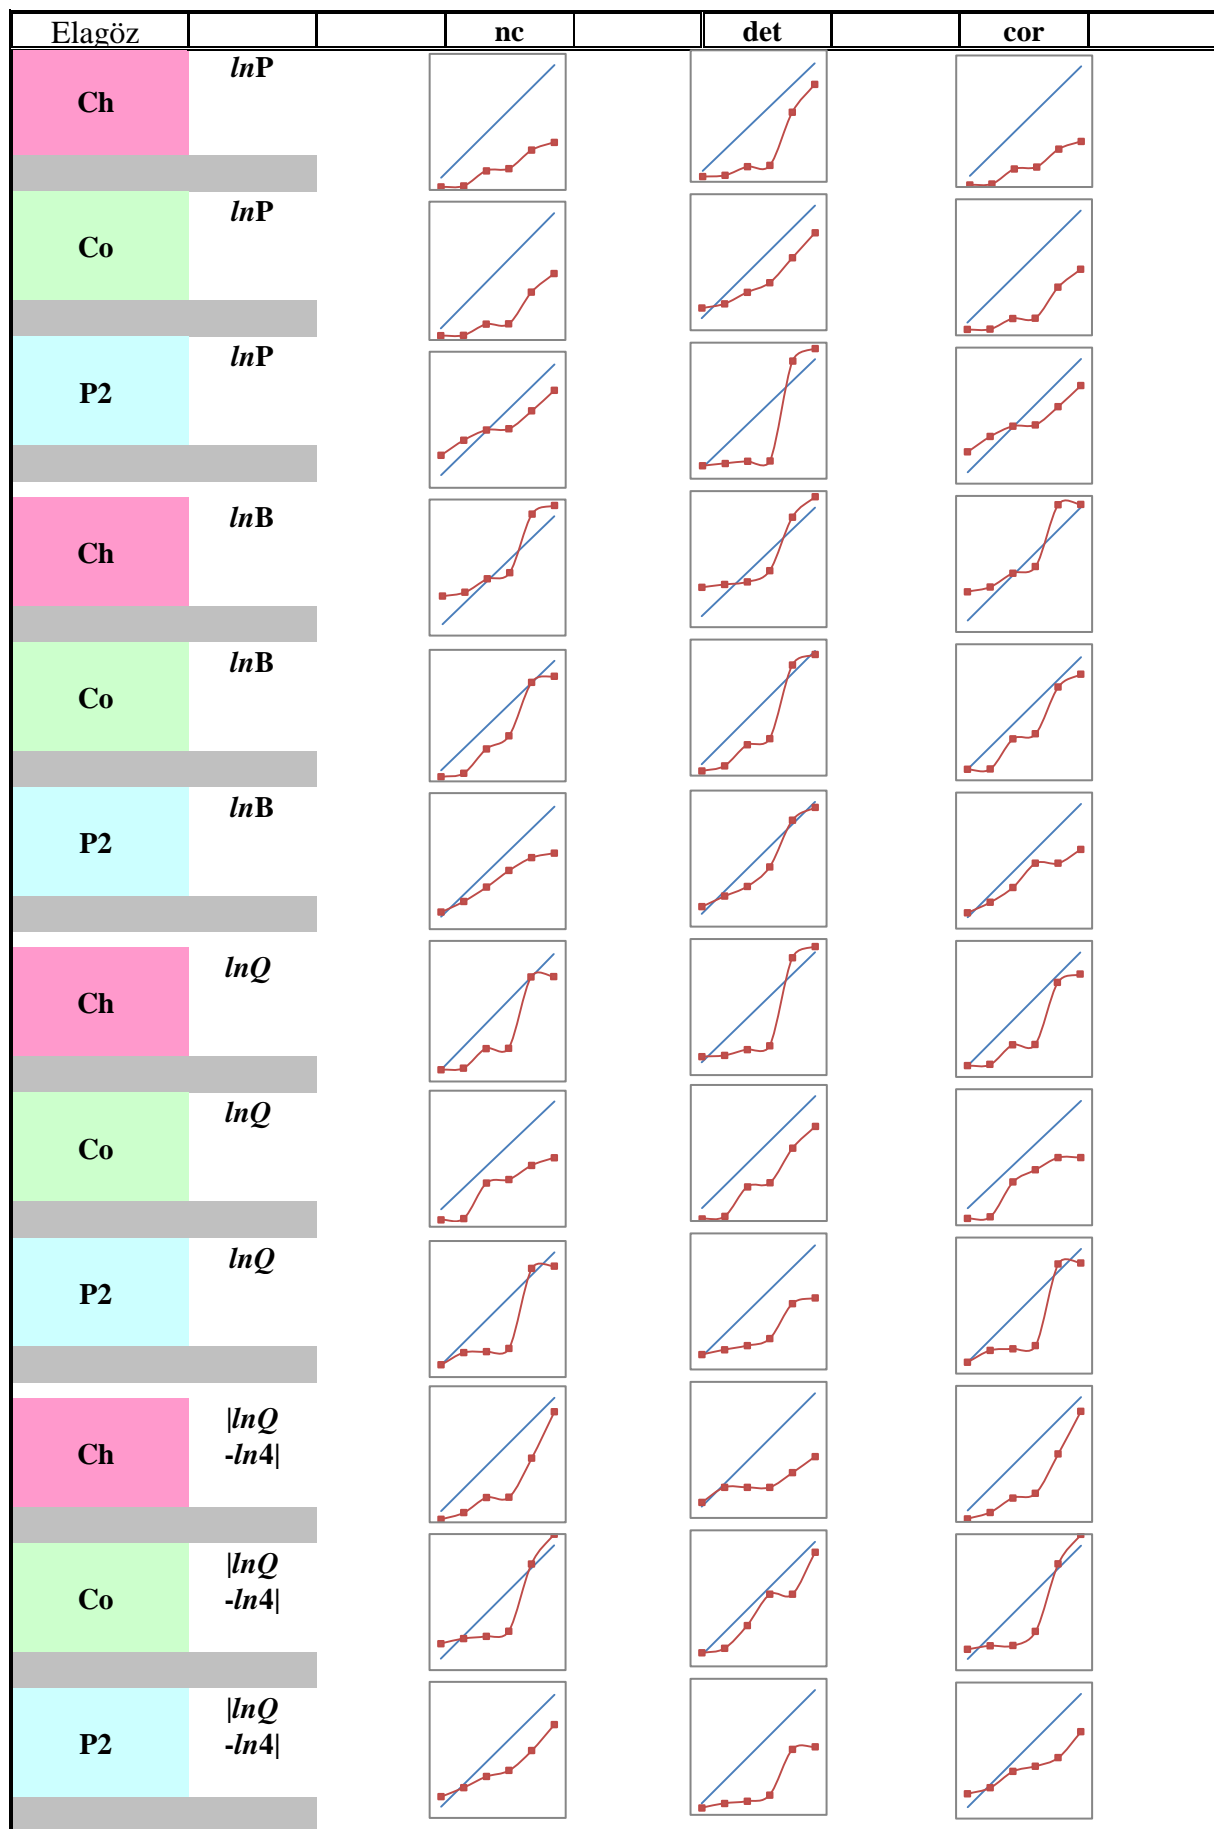 Elagöz nc det cor
Ch lnP
Co lnP
P2 lnP
Ch lnB
Co lnB
P2 lnB
Ch lnQ
Co lnQ
P2 lnQ
|lnQ
Ch -ln4|
|lnQ
Co -ln4|
|lnQ
P2 -ln4|